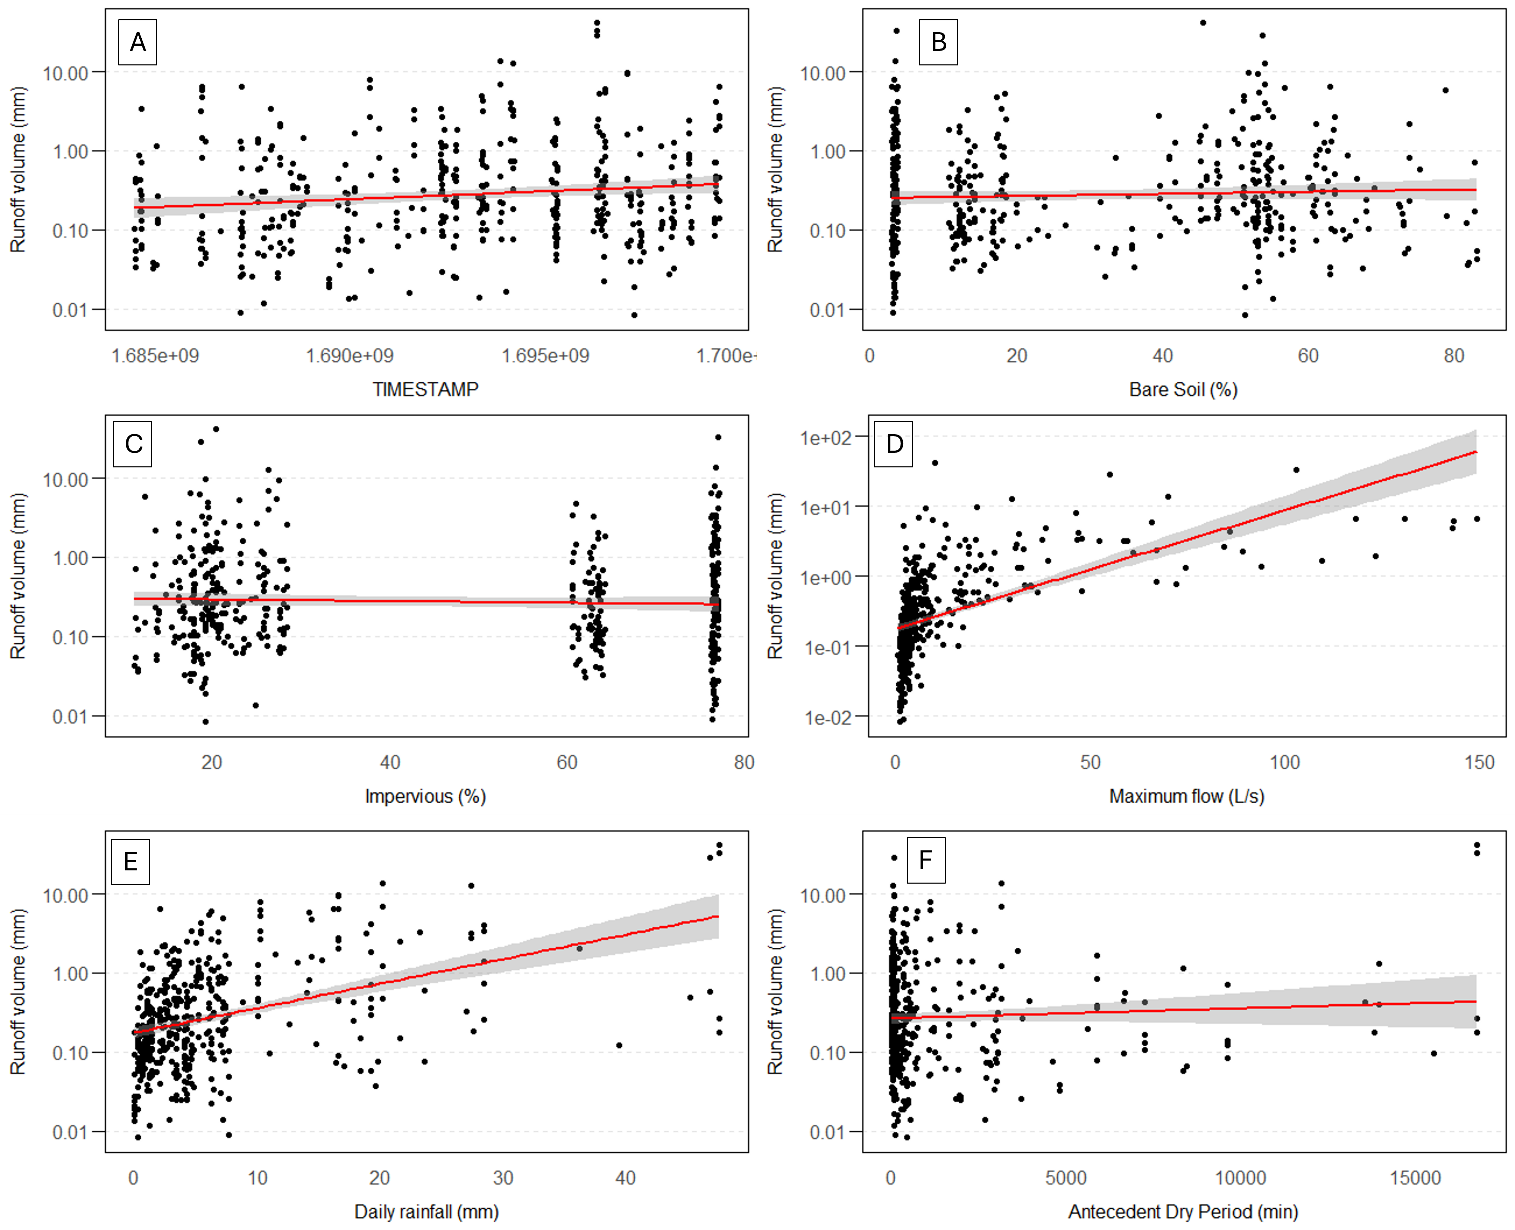 A
Runoff volume (mm)
10.00
1.00
0.10
0.01
1.685e+09 1.690e+09 1.695e+09 1.700e+
TIMESTAMP
B
Runoff volume (mm)
10.00
1.00
0.10
0.01
0 20 40 60 80
Bare Soil (%)
C
Runoff volume (mm)
10.00
1.00
0.10
0.01
20 40 60 80
Impervious (%)
D
Runoff volume (mm)
1e+02
1e+01
1e+00
1e-01
1e-02
0 50 100 150
Maximum flow (L/s)
E
Runoff volume (mm)
10.00
1.00
0.10
0.01
0 10 20 30 40
Daily rainfall (mm)
F
Runoff volume (mm)
10.00
1.00
0.10
0.01
0 5000 10000 15000
Antecedent Dry Period (min)